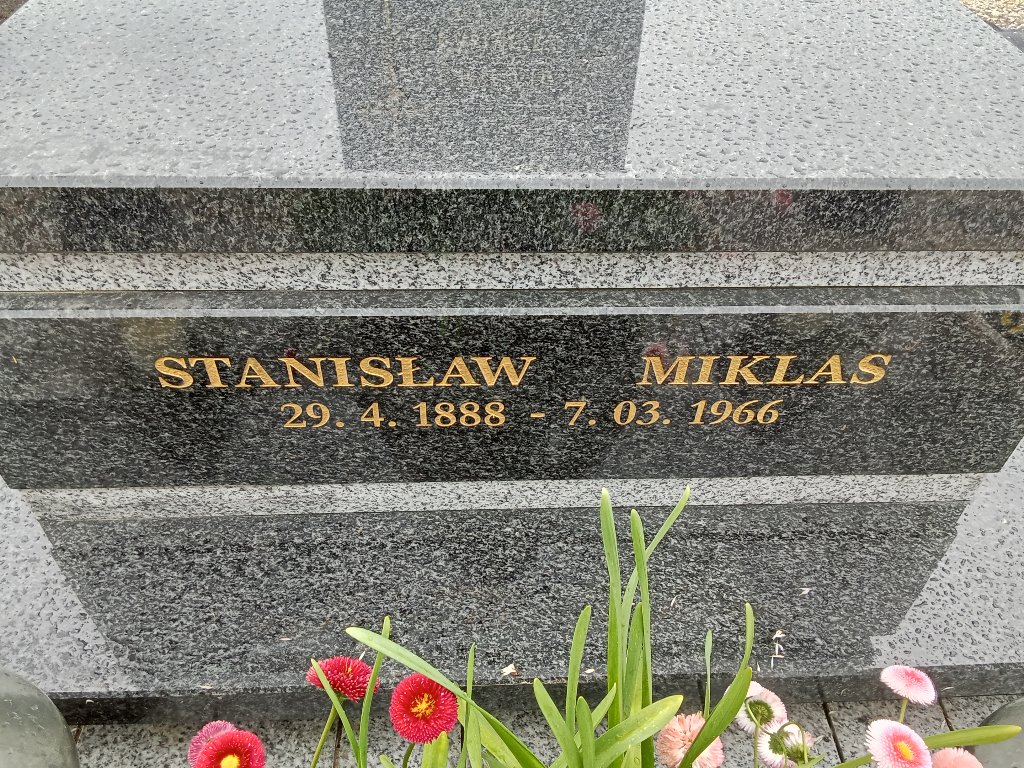 STANISŁAW MIKLAS
29. 4. 1888 - 7. 03. 1966